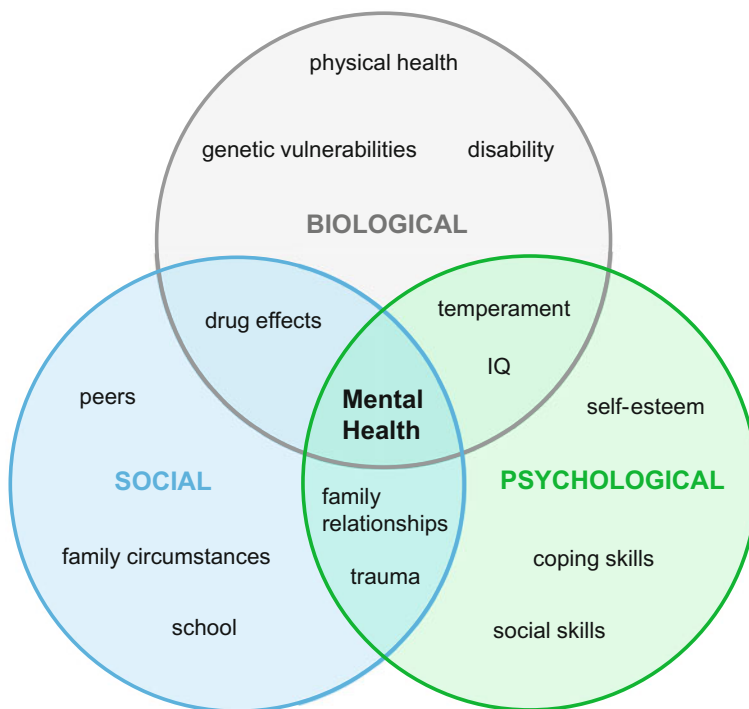 physical health
genetic vulnerabilities
disability
BIOLOGICAL
drug effects
temperament
IQ
peers
Mental
Health
self-esteem
SOCIAL
family
relationships
PSYCHOLOGICAL
family circumstances
trauma
coping skills
school
social skills